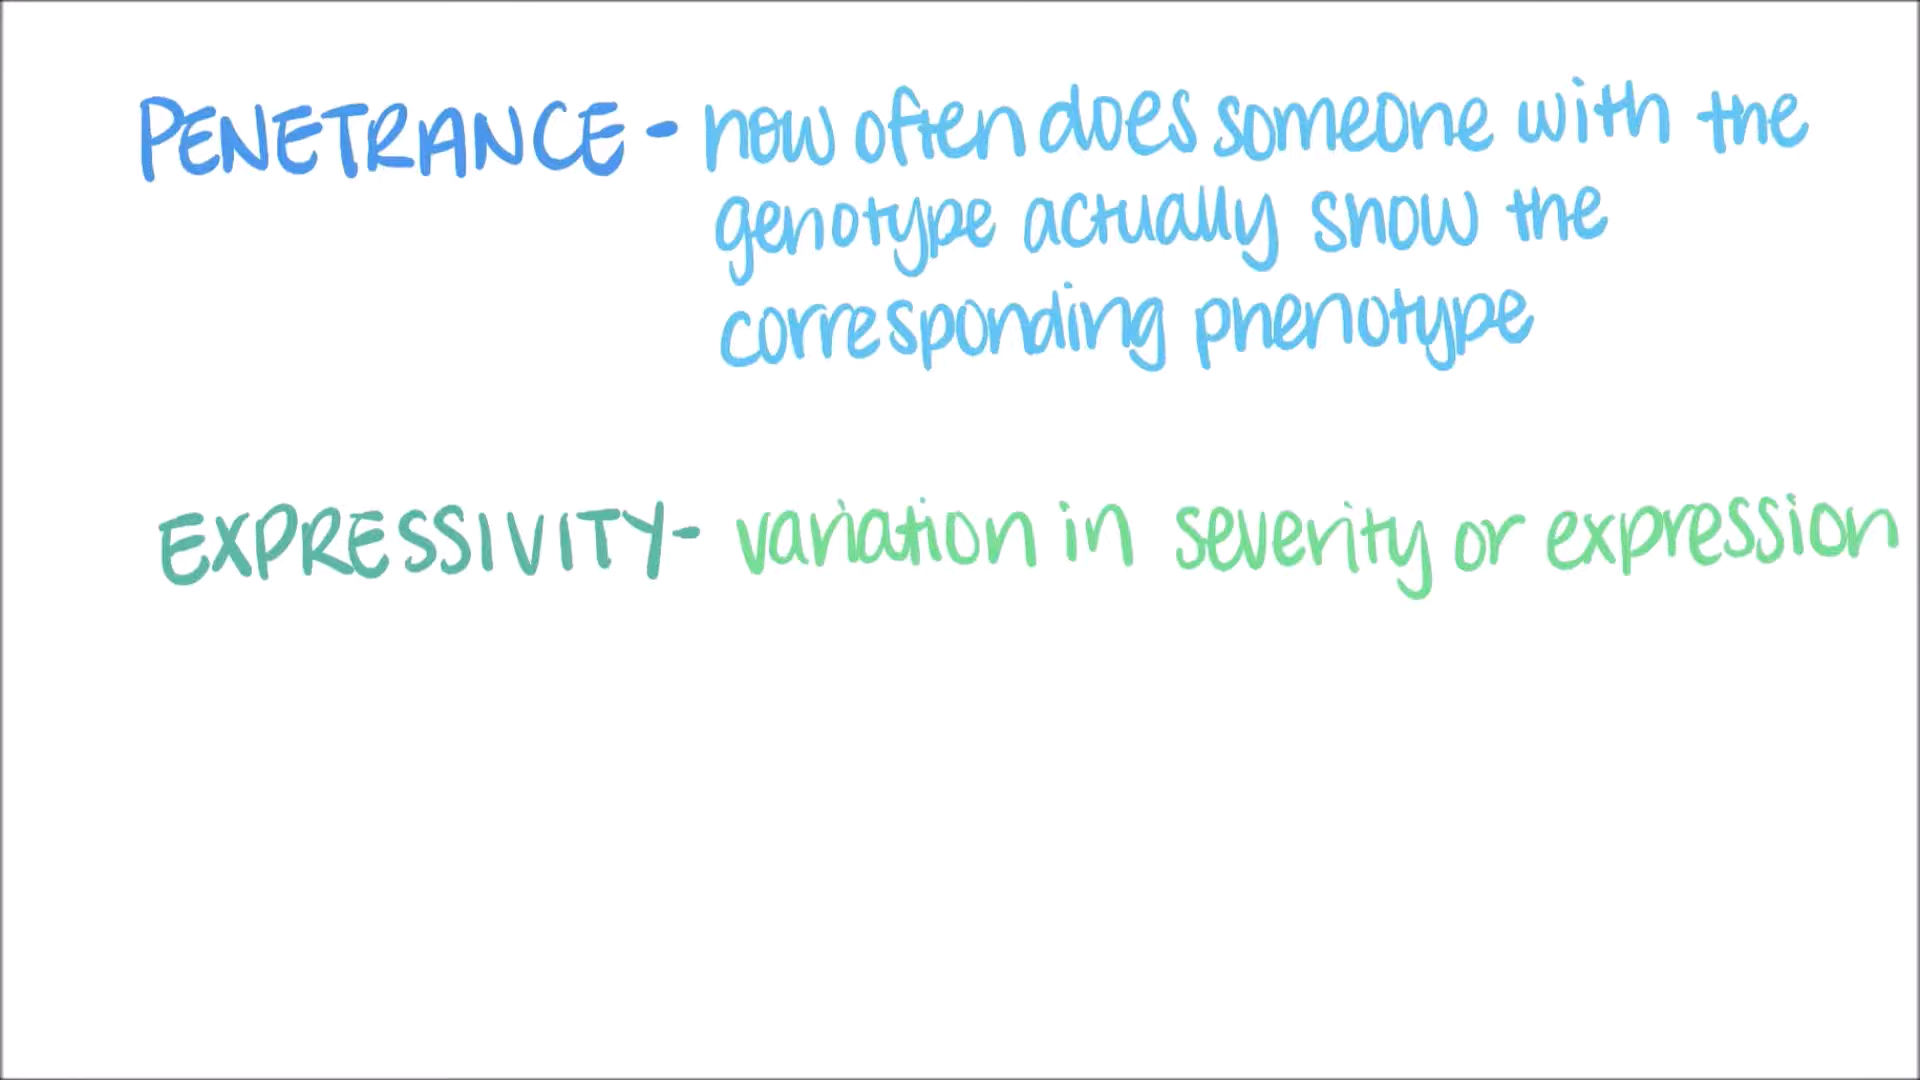 PENETRANCE - how often does someone with the
genotype actually show the
corresponding phenotype
EXPRESSIVITY- variation in severity or expression